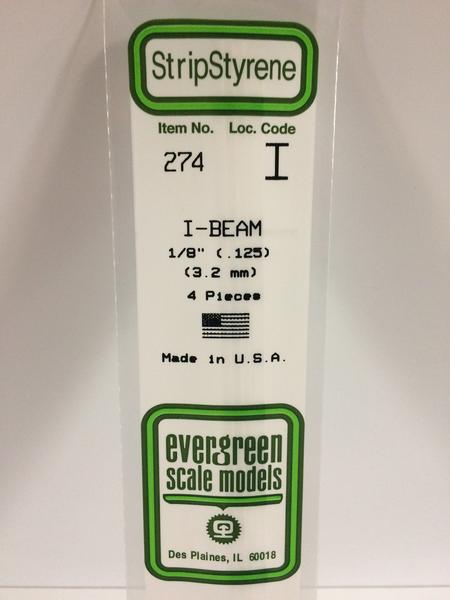 StripStyrene
Item No. Loc. Code
274 I
I-BEAM
1/8" (.125)
(3.2 mm)
4 Pieces
Made in U.S.A.
evergreen
scale models
Des Plaines, IL 60018